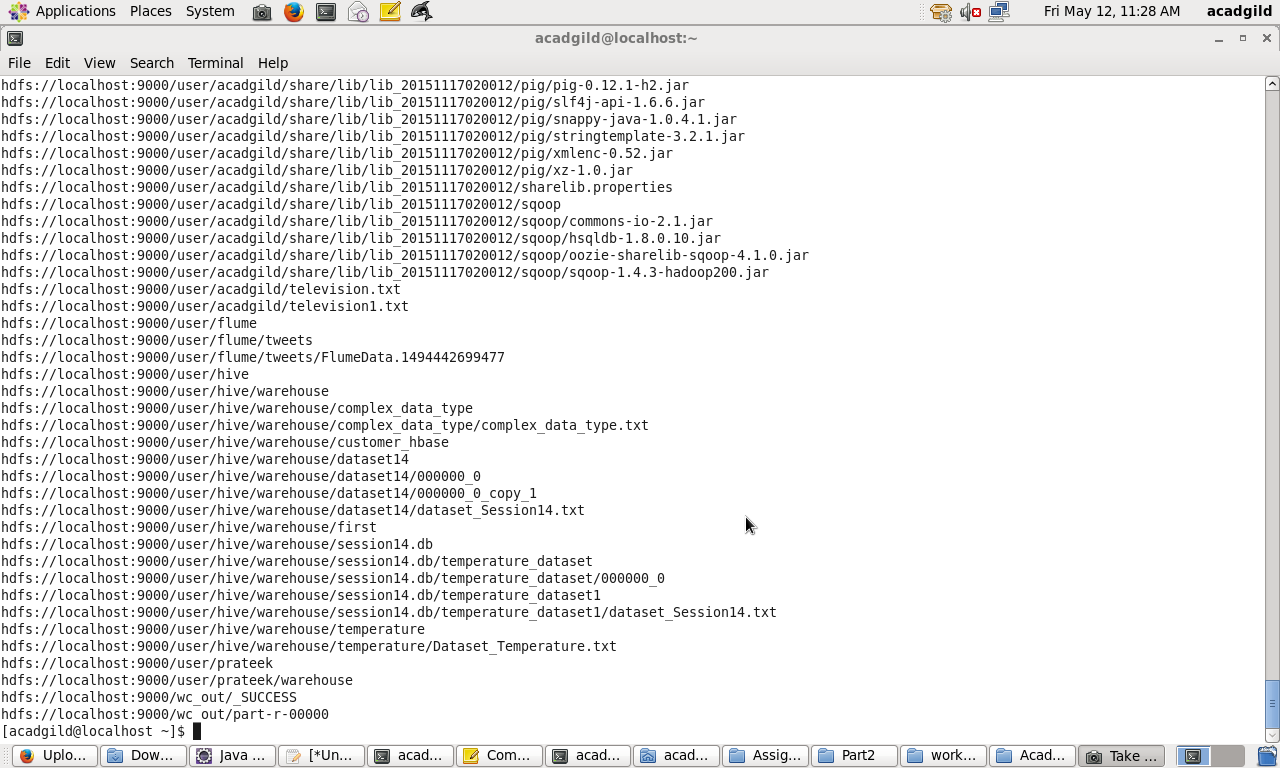 Applications Places System Fri May 12, 11:28 AM acadgild
acadgild@localhost:~
File Edit View Search Terminal Help
hdfs://localhost:9000/user/acadgild/share/lib/lib_20151117020012/pig/pig-0.12.1-h2.jar
hdfs://localhost:9000/user/acadgild/share/lib/lib_20151117020012/pig/slf4j-api-1.6.6.jar
hdfs://localhost:9000/user/acadgild/share/lib/lib_20151117020012/pig/snappy-java-1.0.4.1.jar
hdfs://localhost:9000/user/acadgild/share/lib/lib_20151117020012/pig/stringtemplate-3.2.1.jar
hdfs://localhost:9000/user/acadgild/share/lib/lib_20151117020012/pig/xmlenc-0.52.jar
hdfs://localhost:9000/user/acadgild/share/lib/lib_20151117020012/pig/xz-1.0.jar
hdfs://localhost:9000/user/acadgild/share/lib/lib_20151117020012/sharelib.properties
hdfs://localhost:9000/user/acadgild/share/lib/lib_20151117020012/sqoop
hdfs://localhost:9000/user/acadgild/share/lib/lib_20151117020012/sqoop/commons-io-2.1.jar
hdfs://localhost:9000/user/acadgild/share/lib/lib_20151117020012/sqoop/hsqldb-1.8.0.10.jar
hdfs://localhost:9000/user/acadgild/share/lib/lib_20151117020012/sqoop/oozie-sharelib-sqoop-4.1.0.jar
hdfs://localhost:9000/user/acadgild/share/lib/lib_20151117020012/sqoop/sqoop-1.4.3-hadoop200.jar
hdfs://localhost:9000/user/acadgild/television.txt
hdfs://localhost:9000/user/acadgild/television1.txt
hdfs://localhost:9000/user/flume
hdfs://localhost:9000/user/flume/tweets
hdfs://localhost:9000/user/flume/tweets/FlumeData.1494442699477
hdfs://localhost:9000/user/hive
hdfs://localhost:9000/user/hive/warehouse
hdfs://localhost:9000/user/hive/warehouse/complex_data_type
hdfs://localhost:9000/user/hive/warehouse/complex_data_type/complex_data_type.txt
hdfs://localhost:9000/user/hive/warehouse/customer_hbase
hdfs://localhost:9000/user/hive/warehouse/dataset14
hdfs://localhost:9000/user/hive/warehouse/dataset14/000000_0
hdfs://localhost:9000/user/hive/warehouse/dataset14/000000_0_copy_1
hdfs://localhost:9000/user/hive/warehouse/dataset14/dataset_Session14.txt
hdfs://localhost:9000/user/hive/warehouse/first
hdfs://localhost:9000/user/hive/warehouse/session14.db
hdfs://localhost:9000/user/hive/warehouse/session14.db/temperature_dataset
hdfs://localhost:9000/user/hive/warehouse/session14.db/temperature_dataset/000000_0
hdfs://localhost:9000/user/hive/warehouse/session14.db/temperature_dataset1
hdfs://localhost:9000/user/hive/warehouse/session14.db/temperature_dataset1/dataset_Session14.txt
hdfs://localhost:9000/user/hive/warehouse/temperature
hdfs://localhost:9000/user/hive/warehouse/temperature/Dataset_Temperature.txt
hdfs://localhost:9000/user/prateek
hdfs://localhost:9000/user/prateek/warehouse
hdfs://localhost:9000/wc_out/_SUCCESS
hdfs://localhost:9000/wc_out/part-r-00000
[acadgild@localhost ~]$
Uplo... Dow... Java ... [*Un... acad... Com... acad... acad... Assig... Part2 work... Acad... Take ...